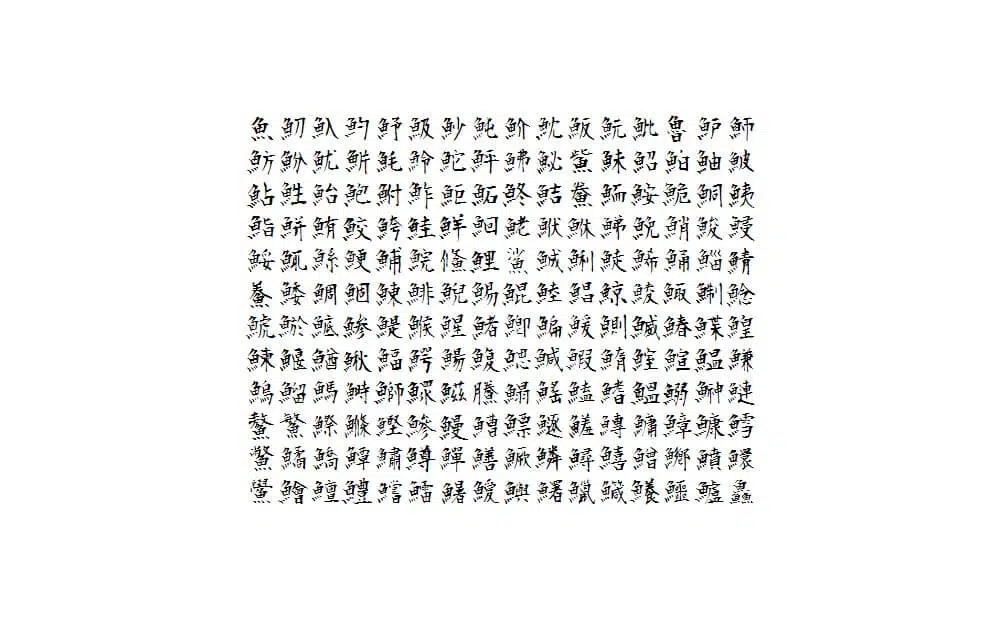 魚魛魞魡魣魥魦魨魪魫魬魭魮魯魲魳
魴魵魷魸魹魿鮀鮃鮄鮅鮆鮇鮉鮊鮋鮍
鮎鮏鮐鮑鮒鮓鮔鮖鮗鮚鮝鮞鮟鮠鮦鮧
鮨鮩鮪鮫鮬鮭鮮鮰鮱鮲鮴鮷鮸鮹鮻鮼
鮾鮿鯀鯁鯆鯇鯈鯉鯊鯎鯏鯐鯑鯒鯔鯖
鯗鯘鯛鯝鯟鯡鯢鯣鯤鯥鯧鯨鯪鯫鯯鯰
鯱鯲鯳鯵鯷鯸鯹鯺鯽鯿鰀鰂鰄鰆鰈鰉
鰊鰋鰌鰍鰏鰐鰑鰒鰓鰔鰕鰖鰘鰚鰛鰜
鰞鰡鰢鰣鰤鰥鰦鰧鰨鰩骪鰭鰮鰯鰰鰱
鰲鰵鰶鰷鰹鰺鰻鰽鰾鱁鱃鱄鱅鱆鱇鱈
鱉鱊鱎鱏鱐鱒鱓鱔鱖鱗鱘鱚鱛鱜鱝鱞
鱟鱠鱣鱧鱨鱩鱪鱫鱮鱰鱲鱵鱶鱷鱸鱻